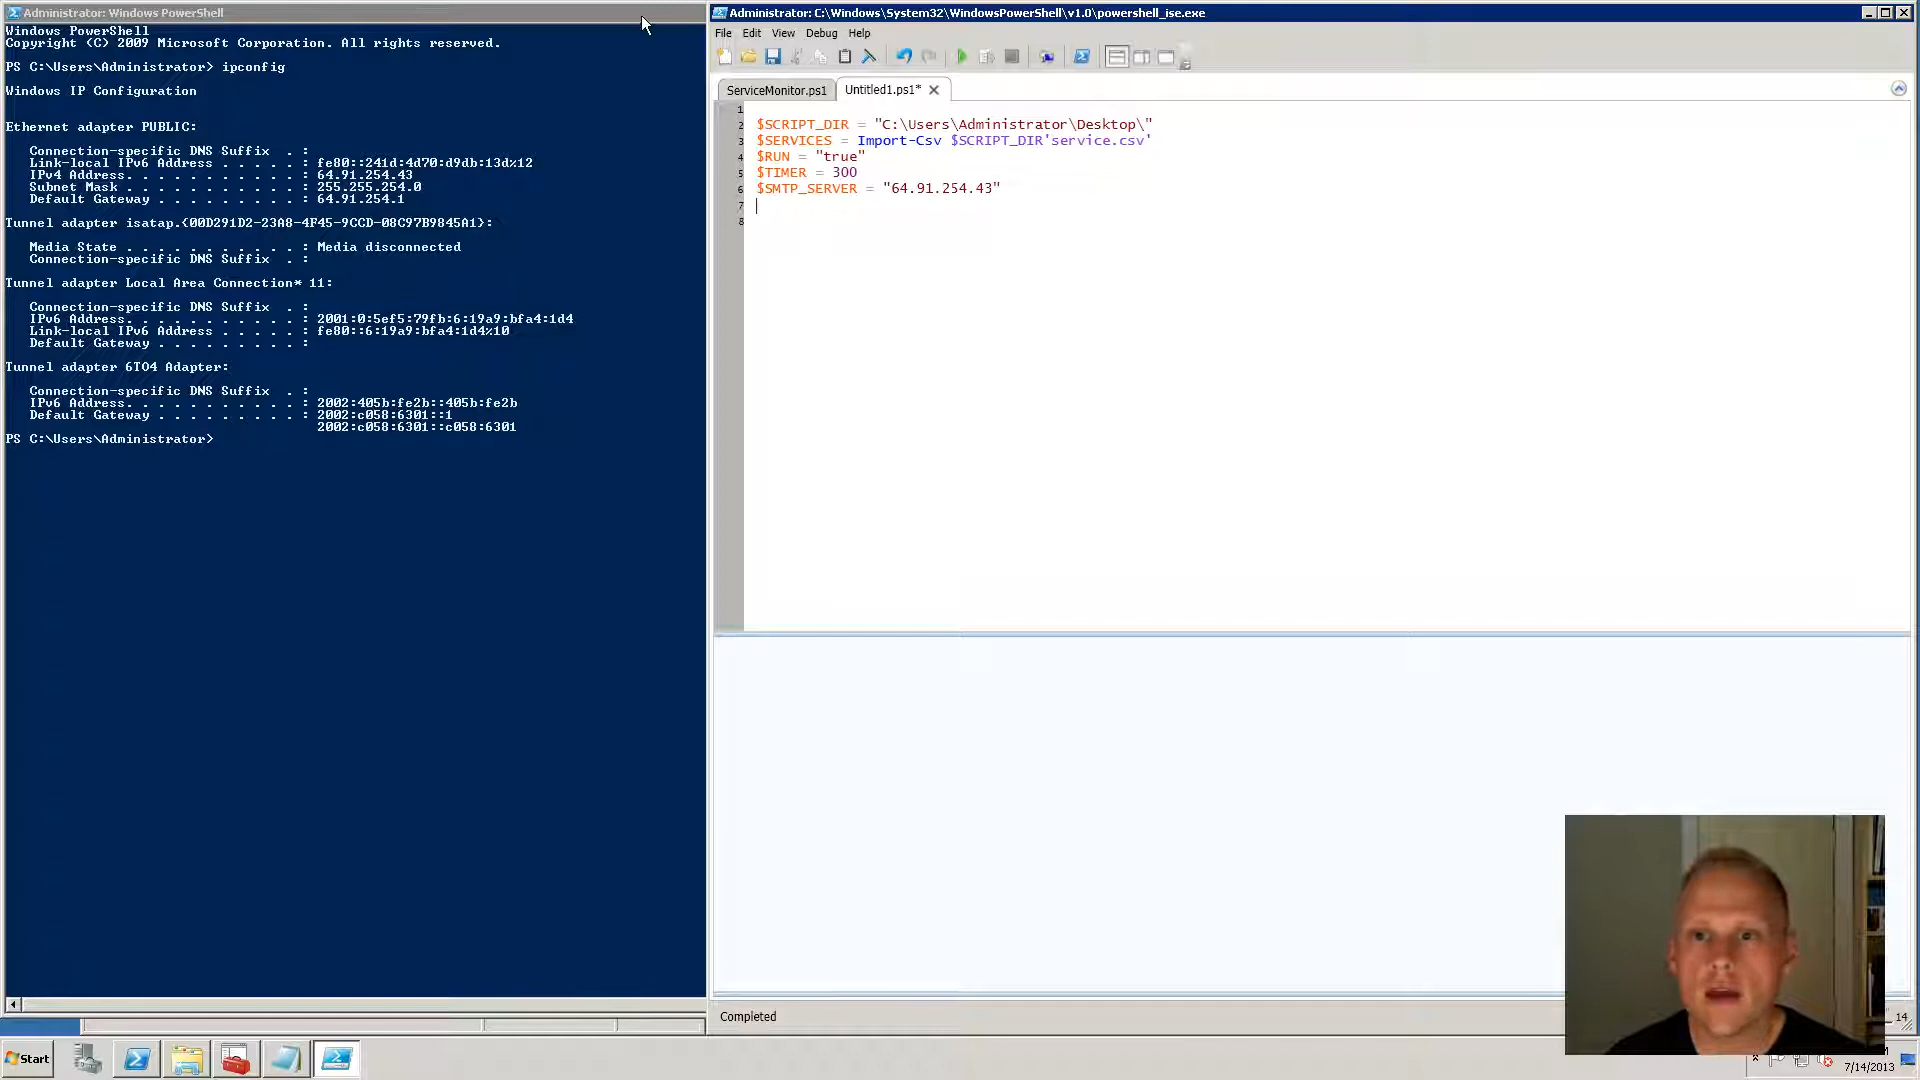 Administrator: Windows PowerShell
Windows PowerShell
Copyright (C) 2009 Microsoft Corporation. All rights reserved.
PS C:\Users\Administrator> ipconfig
Windows IP Configuration
Ethernet adapter PUBLIC:
Connection-specific DNS Suffix  . :
Link-local IPv6 Address . . . . . : fe80::241d:4d70:d9db:13d%12
IPv4 Address. . . . . . . . . . . : 64.91.254.43
Subnet Mask . . . . . . . . . . . : 255.255.254.0
Default Gateway . . . . . . . . . : 64.91.254.1
Tunnel adapter isatap.{00D291D2-23A8-4F45-9CCD-08C97B9845A1}:
Media State . . . . . . . . . . . : Media disconnected
Connection-specific DNS Suffix  . :
Tunnel adapter Local Area Connection* 11:
Connection-specific DNS Suffix  . :
IPv6 Address. . . . . . . . . . . : 2001:0:5ef5:79fb:6:19a9:bfa4:1d4
Link-local IPv6 Address . . . . . : fe80::6:19a9:bfa4:1d4%10
Default Gateway . . . . . . . . . :
Tunnel adapter 6TO4 Adapter:
Connection-specific DNS Suffix  . :
IPv6 Address. . . . . . . . . . . : 2002:405b:fe2b::405b:fe2b
Default Gateway . . . . . . . . . : 2002:c058:6301::1
2002:c058:6301::c058:6301
PS C:\Users\Administrator>
Administrator: C:\Windows\System32\WindowsPowerShell\v1.0\powershell_ise.exe
File Edit View Debug Help
ServiceMonitor.ps1 Untitled1.ps1*
1
2 $SCRIPT_DIR = "C:\Users\Administrator\Desktop\"
3 $SERVICES = Import-Csv $SCRIPT_DIR'service.csv'
4 $RUN = "true"
5 $TIMER = 300
6 $SMTP_SERVER = "64.91.254.43"
7
8
Completed
14
Start
7/14/2013